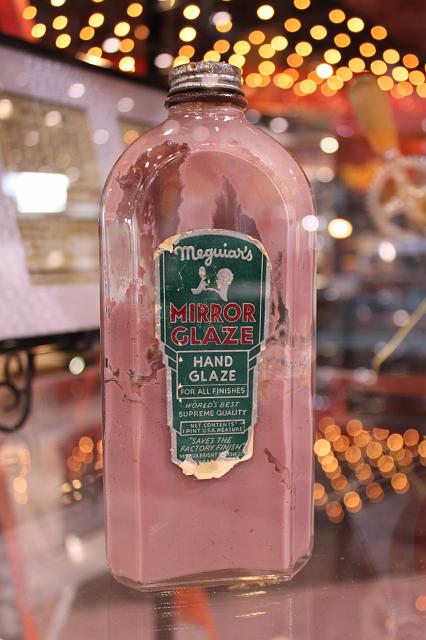 Meguiar's
MIRROR
GLAZE
HAND
GLAZE
FOR ALL FINISHES
WORLD'S BEST
SUPREME QUALITY
NET CONTENTS
1 PINT U.S.A. MEASURE
"SAVES THE
FACTORY FINISH"